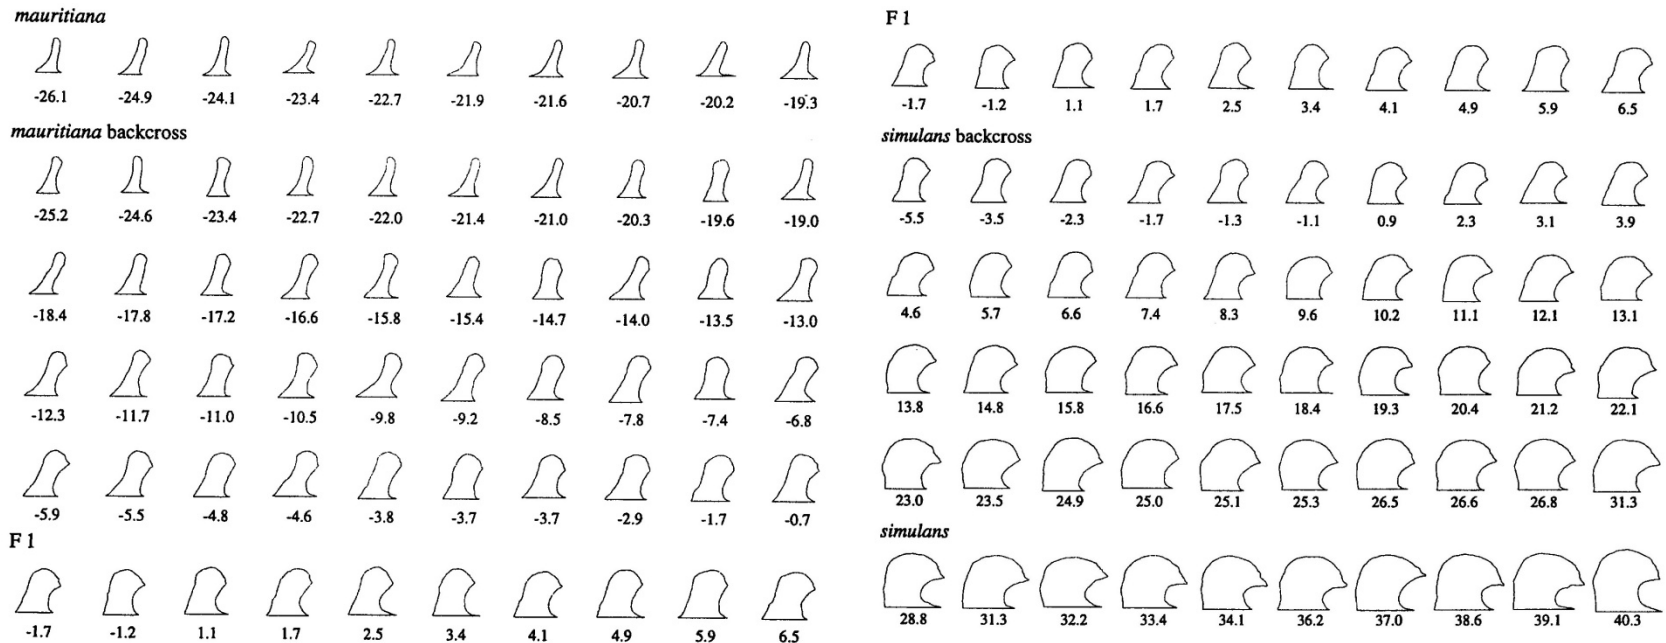 mauritiana
-26.1 -24.9 -24.1 -23.4 -22.7 -21.9 -21.6 -20.7 -20.2 -19.3
mauritiana backcross
-25.2 -24.6 -23.4 -22.7 -22.0 -21.4 -21.0 -20.3 -19.6 -19.0
-18.4 -17.8 -17.2 -16.6 -15.8 -15.4 -14.7 -14.0 -13.5 -13.0
-12.3 -11.7 -11.0 -10.5 -9.8 -9.2 -8.5 -7.8 -7.4 -6.8
-5.9 -5.5 -4.8 -4.6 -3.8 -3.7 -3.7 -2.9 -1.7 -0.7
F 1
-1.7 -1.2 1.1 1.7 2.5 3.4 4.1 4.9 5.9 6.5
F 1
-1.7 -1.2 1.1 1.7 2.5 3.4 4.1 4.9 5.9 6.5
simulans backcross
-5.5 -3.5 -2.3 -1.7 -1.3 -1.1 0.9 2.3 3.1 3.9
4.6 5.7 6.6 7.4 8.3 9.6 10.2 11.1 12.1 13.1
13.8 14.8 15.8 16.6 17.5 18.4 19.3 20.4 21.2 22.1
23.0 23.5 24.9 25.0 25.1 25.3 26.5 26.6 26.8 31.3
simulans
28.8 31.3 32.2 33.4 34.1 36.2 37.0 38.6 39.1 40.3